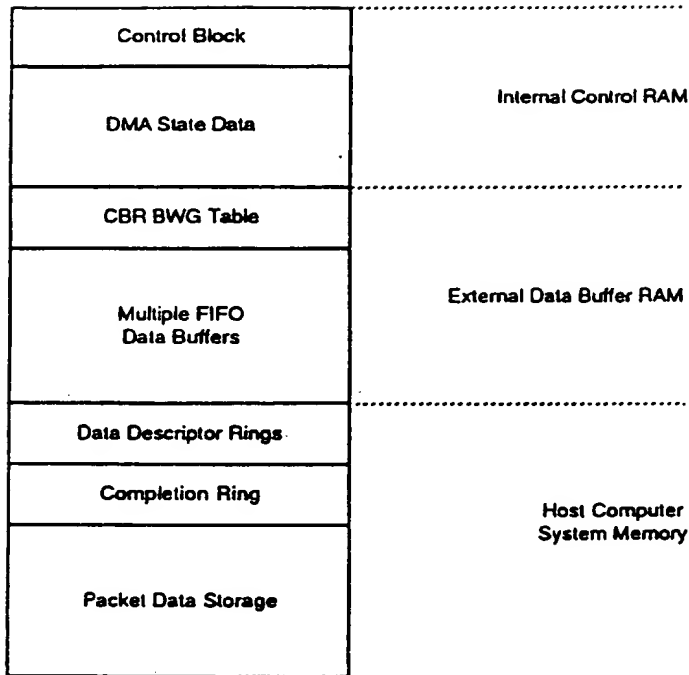 Control Block
Internal Control RAM
DMA State Data
CBR BWG Table
External Data Buffer RAM
Multiple FIFO
Data Buffers
Data Descriptor Rings
Completion Ring
Host Computer
System Memory
Packet Data Storage